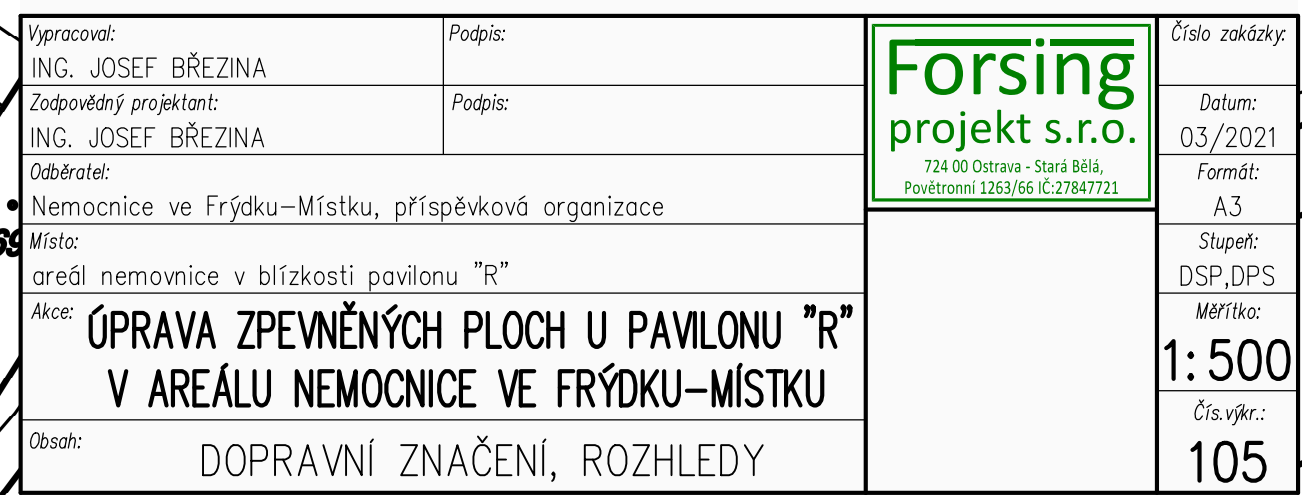 Vypracoval:
ING. JOSEF BŘEZINA
Podpis:
Zodpovědný projektant:
ING. JOSEF BŘEZINA
Podpis:
Odběratel:
Nemocnice ve Frýdku-Místku, příspěvková organizace
Místo:
areál nemovnice v blízkosti pavilonu "R"
Akce:
ÚPRAVA ZPEVNĚNÝCH PLOCH U PAVILONU "R"
V AREÁLU NEMOCNICE VE FRÝDKU-MÍSTKU
Obsah:
DOPRAVNÍ ZNAČENÍ, ROZHLEDY
Forsing
projekt s.r.o.
724 00 Ostrava - Stará Bělá,
Povětronní 1263/66 IČ:27847721
Číslo zakázky:
Datum:
03/2021
Formát:
A3
Stupeň:
DSP,DPS
Měřítko:
1:500
Čís.výkr.:
105